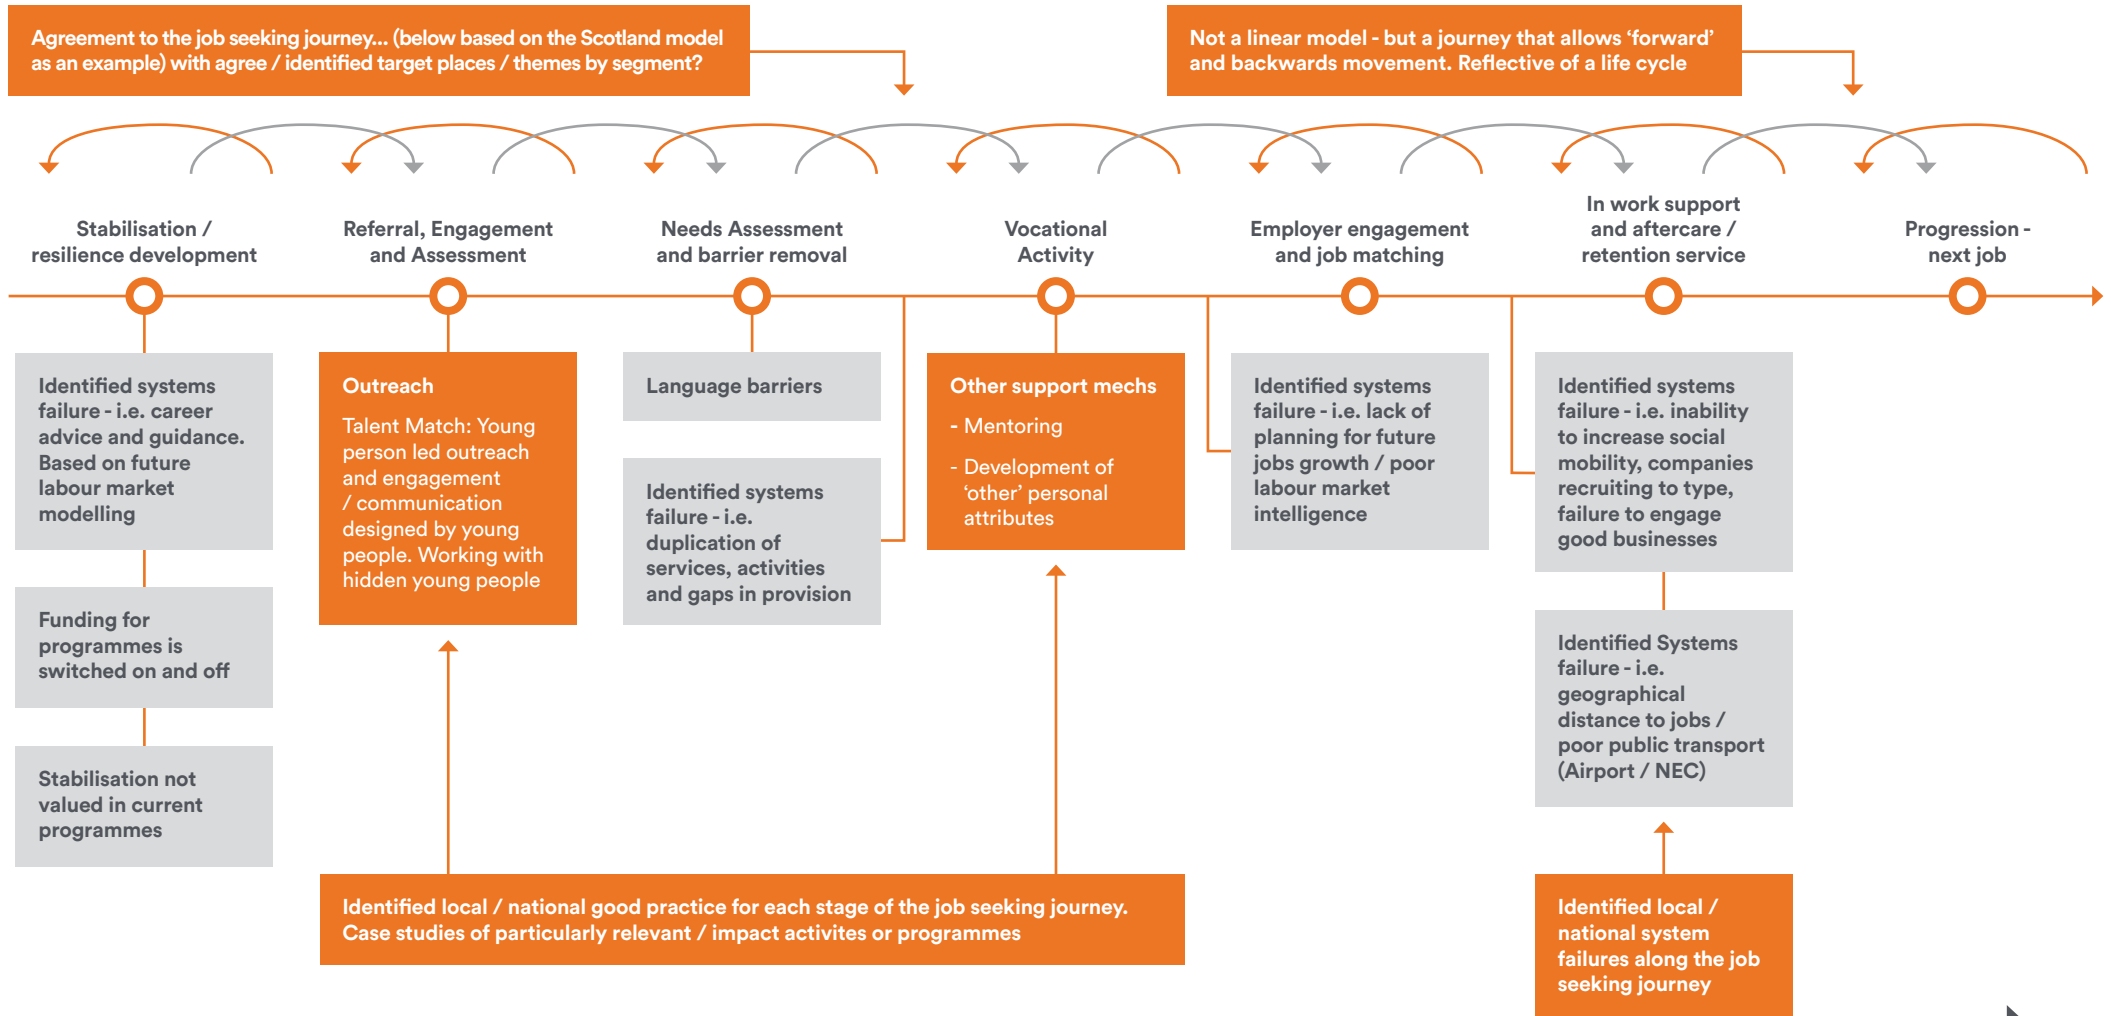 Agreement to the job seeking journey... (below based on the Scotland model
as an example) with agree / identified target places / themes by segment?
Not a linear model - but a journey that allows ‘forward’
and backwards movement. Reflective of a life cycle
Stabilisation /
resilience development
Referral, Engagement
and Assessment
Needs Assessment
and barrier removal
Vocational
Activity
Employer engagement
and job matching
In work support
and aftercare /
retention service
Progression -
next job
Identified systems
failure - i.e. career
advice and guidance.
Based on future
labour market
modelling
Funding for
programmes is
switched on and off
Stabilisation not
valued in current
programmes
Outreach
Talent Match: Young
person led outreach
and engagement
/ communication
designed by young
people. Working with
hidden young people
Language barriers
Identified systems
failure - i.e.
duplication of
services, activities
and gaps in provision
Other support mechs
- Mentoring
- Development of
‘other’ personal
attributes
Identified systems
failure - i.e. lack of
planning for future
jobs growth / poor
labour market
intelligence
Identified systems
failure - i.e. inability
to increase social
mobility, companies
recruiting to type,
failure to engage
good businesses
Identified Systems
failure - i.e.
geographical
distance to jobs /
poor public transport
(Airport / NEC)
Identified local / national good practice for each stage of the job seeking journey.
Case studies of particularly relevant / impact activites or programmes
Identified local /
national system
failures along the job
seeking journey